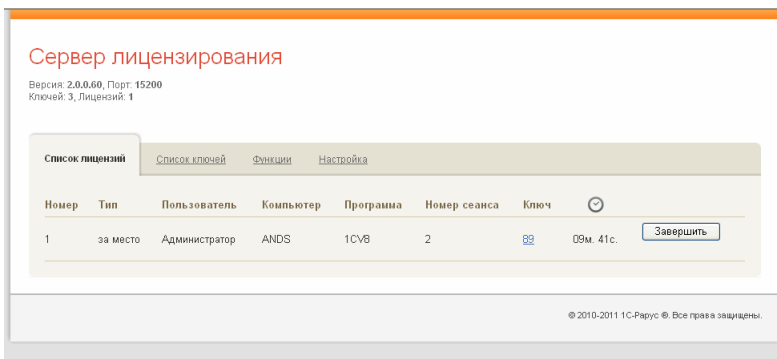 Сервер лицензирования
Версия: 2.0.0.60, Порт: 15200
Ключей: 3, Лицензий: 1
Список лицензий Список ключей Функции Настройка
Номер Тип Пользователь Компьютер Программа Номер сеанса Ключ
1 за место Администратор ANDS 1CV8 2 89 09м. 41с. Завершить
© 2010-2011 1С-Рарус ®. Все права защищены.